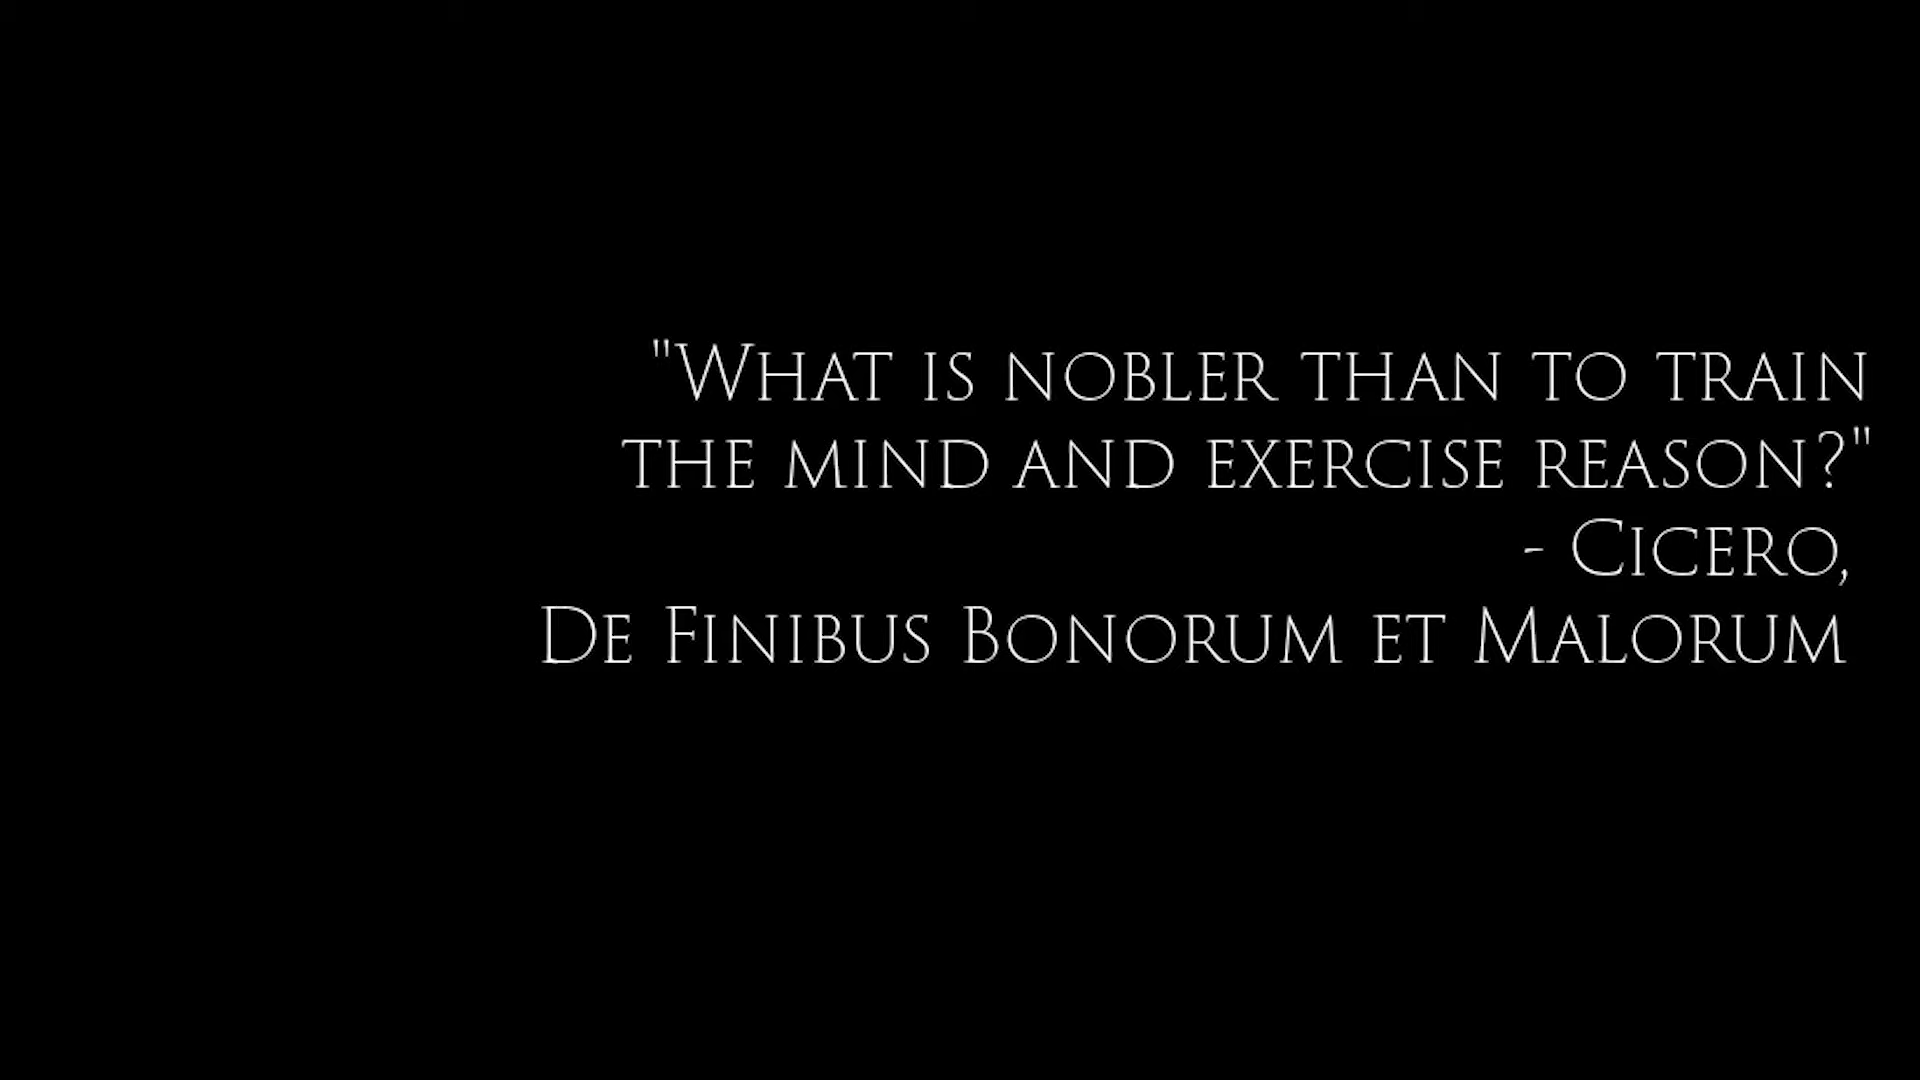 "What is nobler than to train
the mind and exercise reason?"
- Cicero,
De Finibus Bonorum et Malorum